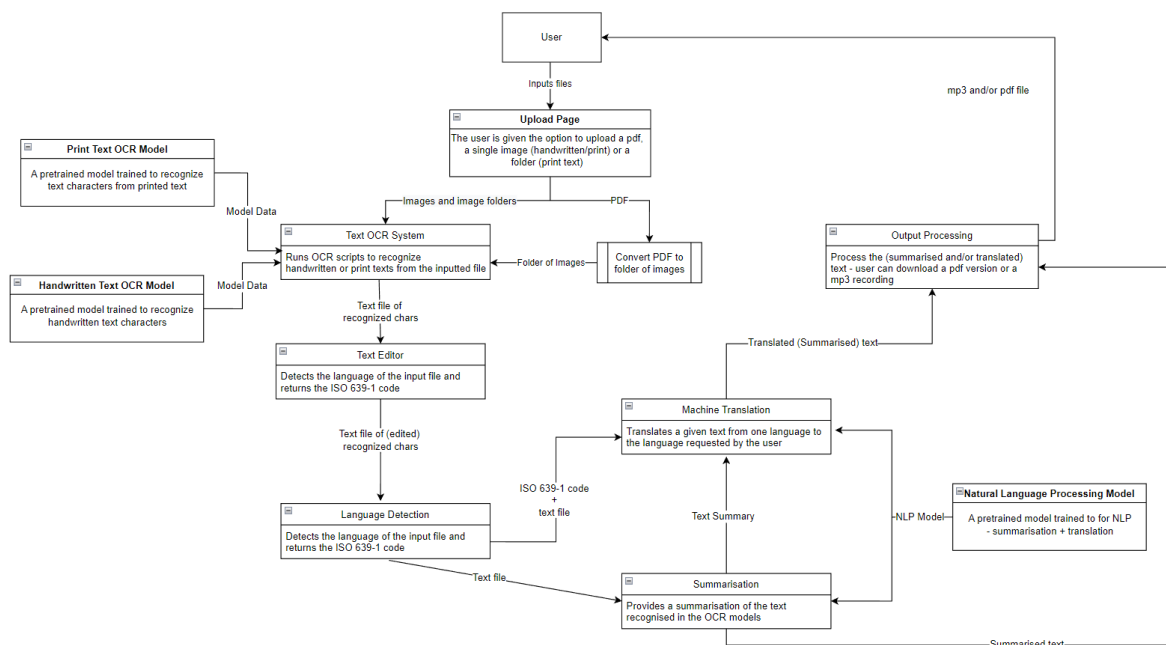 User
Inputs files
mp3 and/or pdf file
Upload Page
The user is given the option to upload a pdf,
a single image (handwritten/print) or a
folder (print text)
Print Text OCR Model
A pretrained model trained to recognize
text characters from printed text
Images and image folders
PDF
Model Data
Text OCR System
Runs OCR scripts to recognize
handwritten or print texts from the inputted file
Folder of Images
Convert PDF to
folder of images
Output Processing
Process the (summarised and/or translated)
text - user can download a pdf version or a
mp3 recording
Handwritten Text OCR Model
A pretrained model trained to recognize
handwritten text characters
Model Data
Text file of
recognized chars
Text Editor
Detects the language of the input file and
returns the ISO 639-1 code
Translated (Summarised) text
Text file of (edited)
recognized chars
Machine Translation
Translates a given text from one language to
the language requested by the user
ISO 639-1 code
+
text file
Language Detection
Detects the language of the input file and
returns the ISO 639-1 code
Text Summary
NLP Model
Natural Language Processing Model
A pretrained model trained to for NLP
- summarisation + translation
Text file
Summarisation
Provides a summarisation of the text
recognised in the OCR models
Summarised text